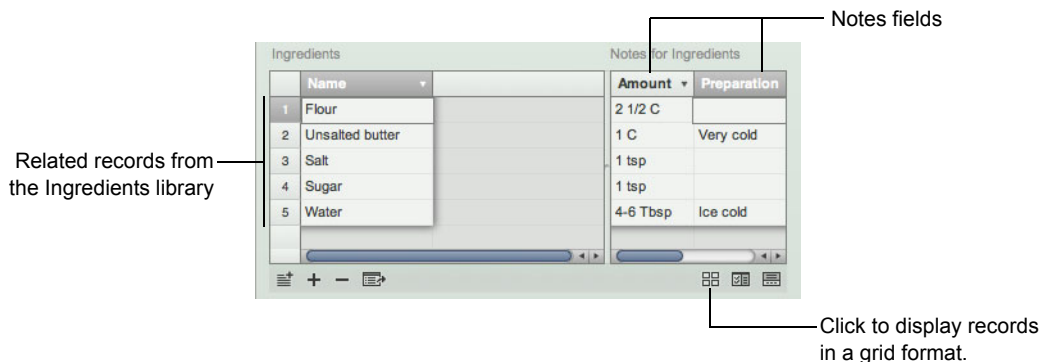 Notes fields
Ingredients Notes for Ingredients
Name Amount Preparation
1 Flour 2 1/2 C
2 Unsalted butter 1 C Very cold
3 Salt 1 tsp
4 Sugar 1 tsp
5 Water 4-6 Tbsp Ice cold
Related records from
the Ingredients library
Click to display records
in a grid format.